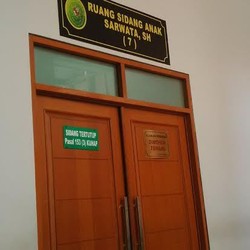 RUANG SIDANG ANAK
SARWATA, SH
( 7 )
SIDANG TERTUTUP
Pasal 153 (3) KUHAP